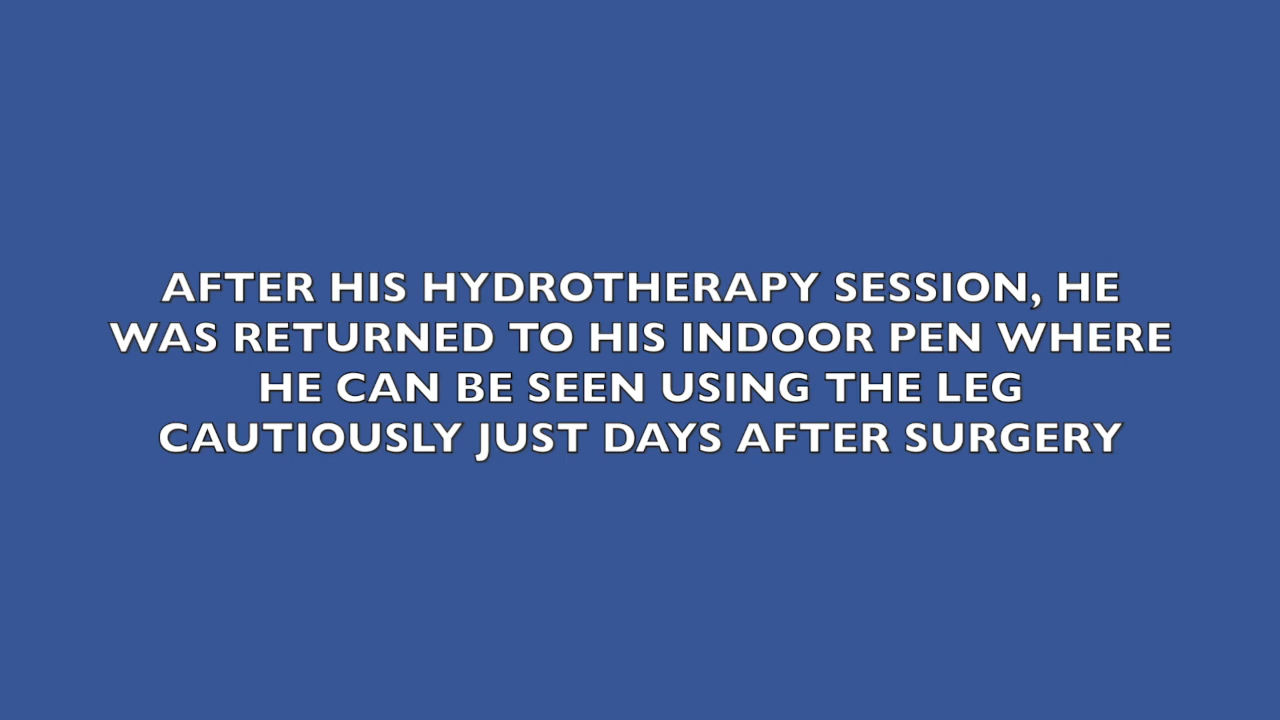 AFTER HIS HYDROTHERAPY SESSION, HE
WAS RETURNED TO HIS INDOOR PEN WHERE
HE CAN BE SEEN USING THE LEG
CAUTIOUSLY JUST DAYS AFTER SURGERY